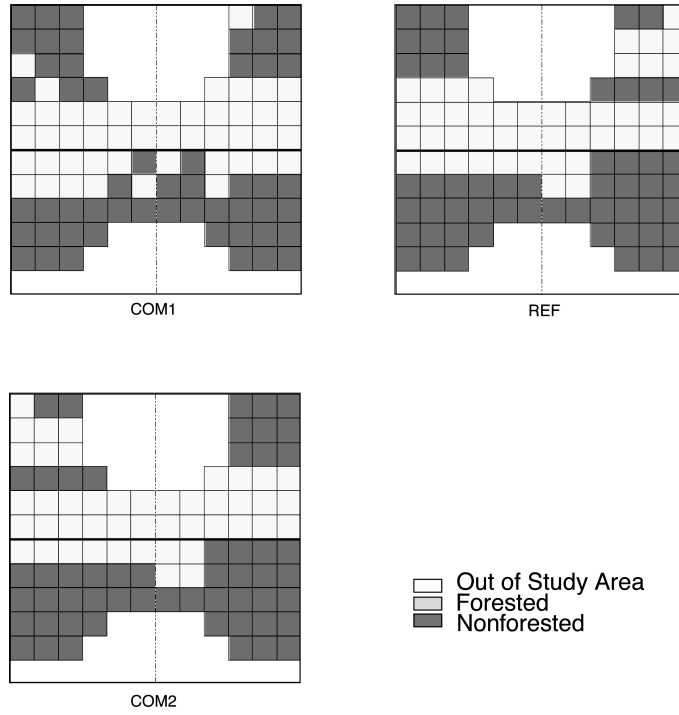 COM1
REF
COM2
Out of Study Area
Forested
Nonforested